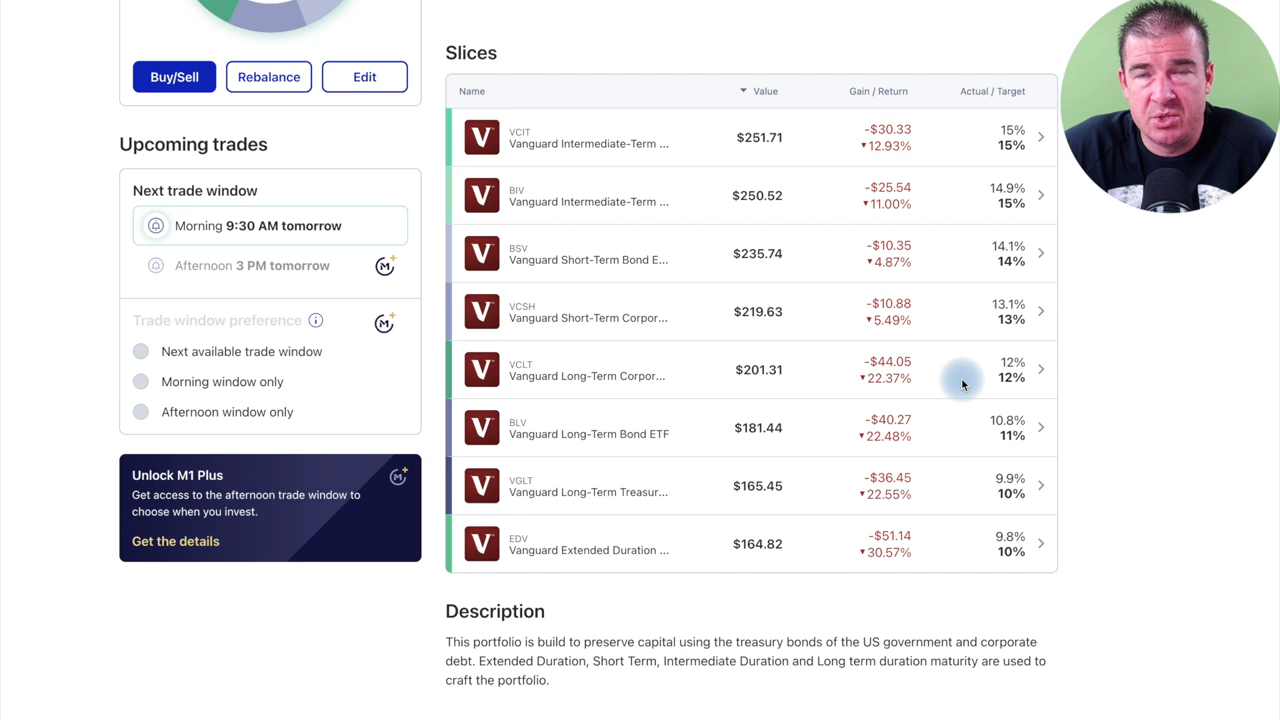 Buy/Sell
Rebalance
Edit
Upcoming trades
Next trade window
Morning 9:30 AM tomorrow
Afternoon 3 PM tomorrow
Trade window preference
Next available trade window
Morning window only
Afternoon window only
Unlock M1 Plus
Get access to the afternoon trade window to
choose when you invest.
Get the details
Slices
Name Value Gain / Return Actual / Target
VCIT
Vanguard Intermediate-Term ...
$251.71
-$30.33
▼12.93%
15%
15%
BIV
Vanguard Intermediate-Term ...
$250.52
-$25.54
▼11.00%
14.9%
15%
BSV
Vanguard Short-Term Bond E...
$235.74
-$10.35
▼4.87%
14.1%
14%
VCSH
Vanguard Short-Term Corpor...
$219.63
-$10.88
▼5.49%
13.1%
13%
VCLT
Vanguard Long-Term Corpor...
$201.31
-$44.05
▼22.37%
12%
12%
BLV
Vanguard Long-Term Bond ETF
$181.44
-$40.27
▼22.48%
10.8%
11%
VGLT
Vanguard Long-Term Treasur...
$165.45
-$36.45
▼22.55%
9.9%
10%
EDV
Vanguard Extended Duration ...
$164.82
-$51.14
▼30.57%
9.8%
10%
Description
This portfolio is build to preserve capital using the treasury bonds of the US government and corporate
debt. Extended Duration, Short Term, Intermediate Duration and Long term duration maturity are used to
craft the portfolio.